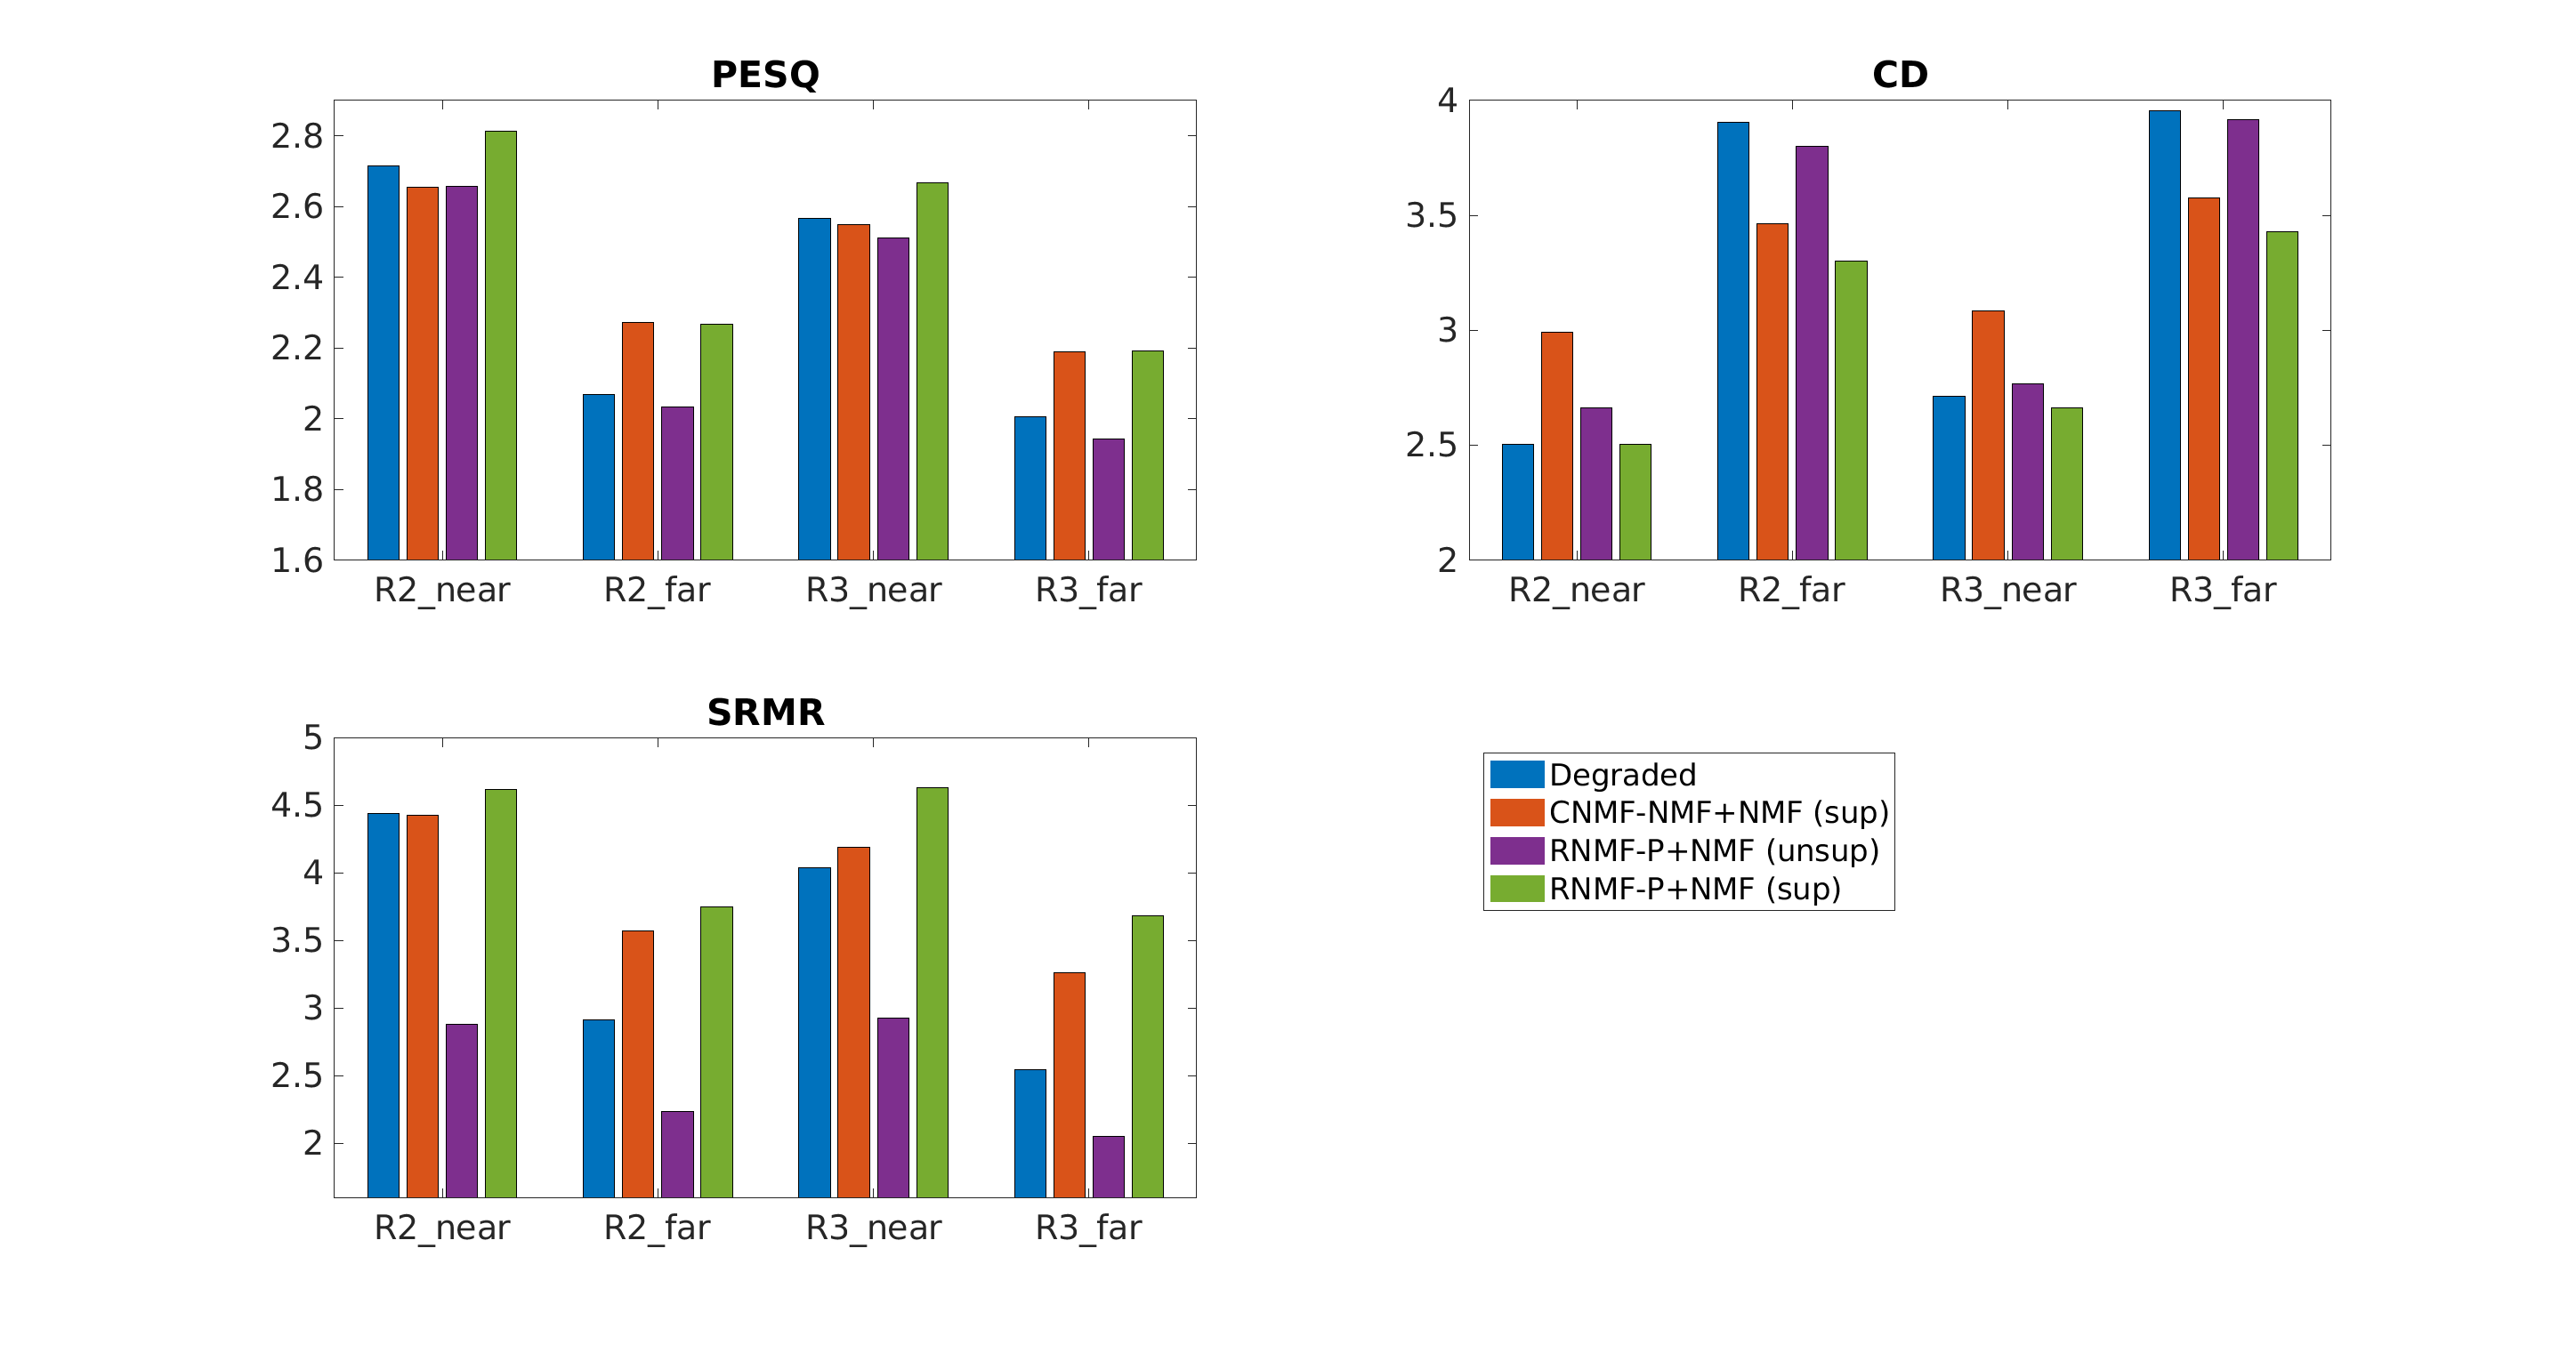 PESQ
2.8
2.6
2.4
2.2
2
1.8
1.6
R2_near R2_far R3_near R3_far
CD
4
3.5
3
2.5
2
R2_near R2_far R3_near R3_far
SRMR
5
4.5
4
3.5
3
2.5
2
R2_near R2_far R3_near R3_far
Degraded
CNMF-NMF+NMF (sup)
RNMF-P+NMF (unsup)
RNMF-P+NMF (sup)